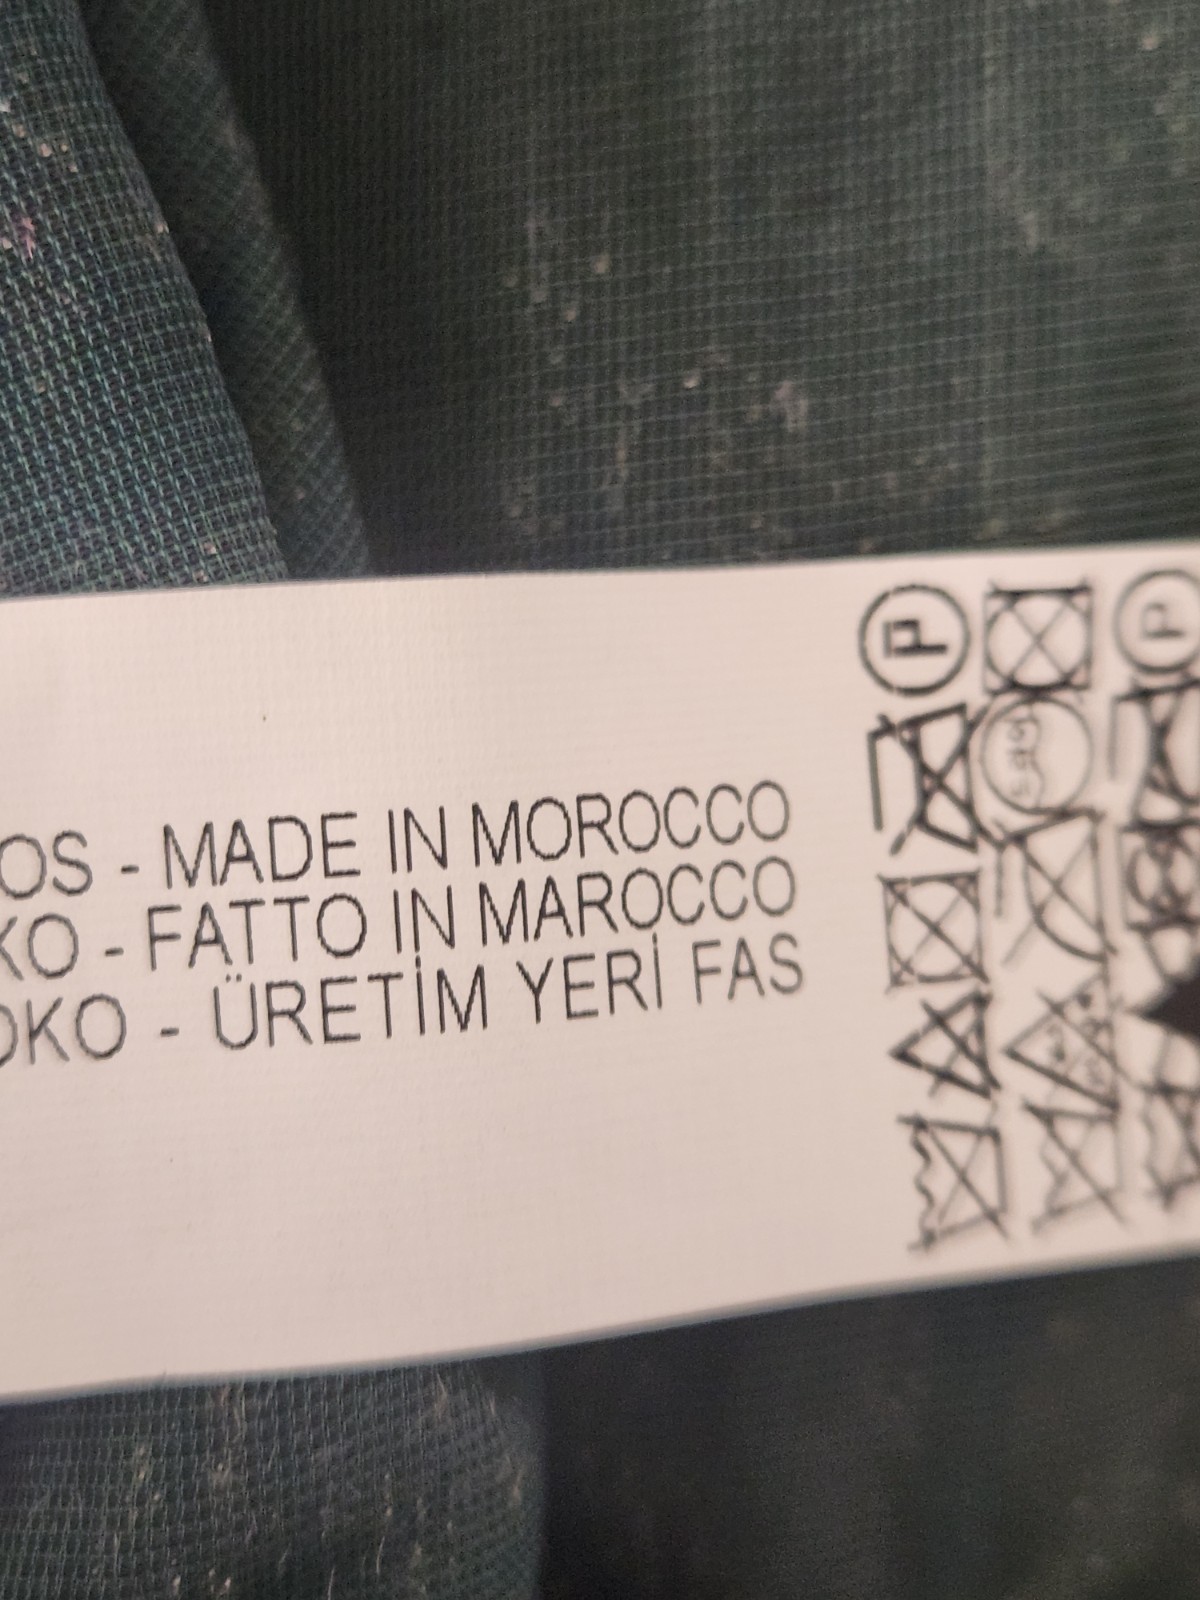 OS - MADE IN MOROCCO
KO - FATTO IN MAROCCO
OKO - ÜRETİM YERİ FAS
P
P